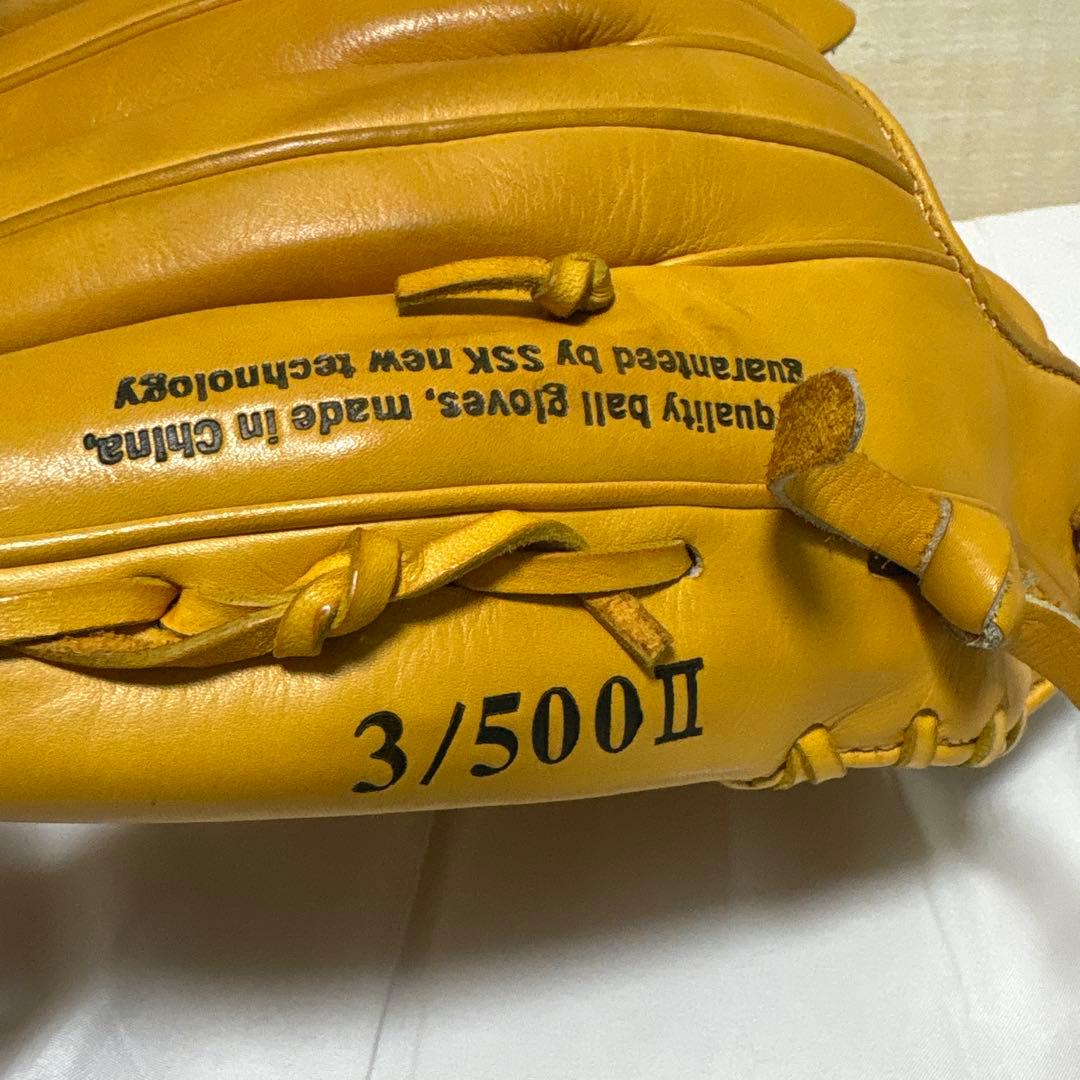 quality ball gloves, made in China,
guaranteed by SSK new technology
3/500Ⅱ